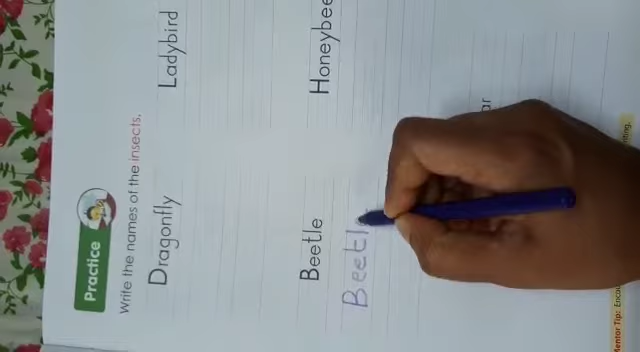 Practice
Write the names of the insects.
Dragonfly Ladybird
Beetle Honeybee
Beetl